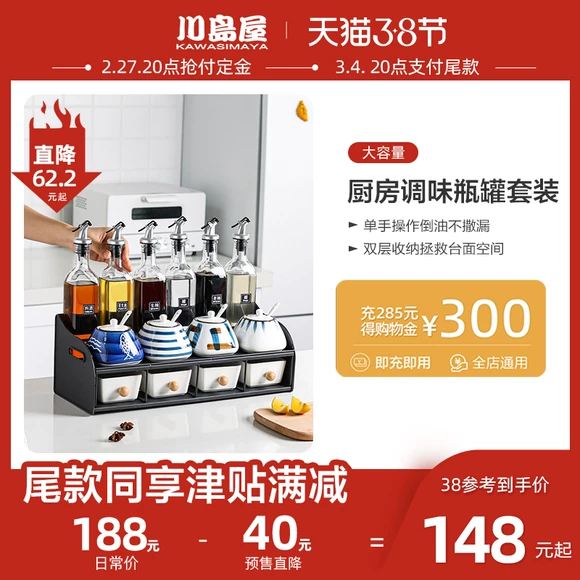 川岛屋 天猫3.8节
KAWASIMAYA
2.27.20点抢付定金 3.4. 20点支付尾款
直降
62.2
元起
大容量
厨房调味瓶罐套装
• 单手操作倒油不撒漏
• 双层收纳拯救台面空间
充285元
得购物金
¥300
即充即用 全店通用
尾款同享津贴满减
38参考到手价
188元 - 40元 = 148元起
日常价 预售直降